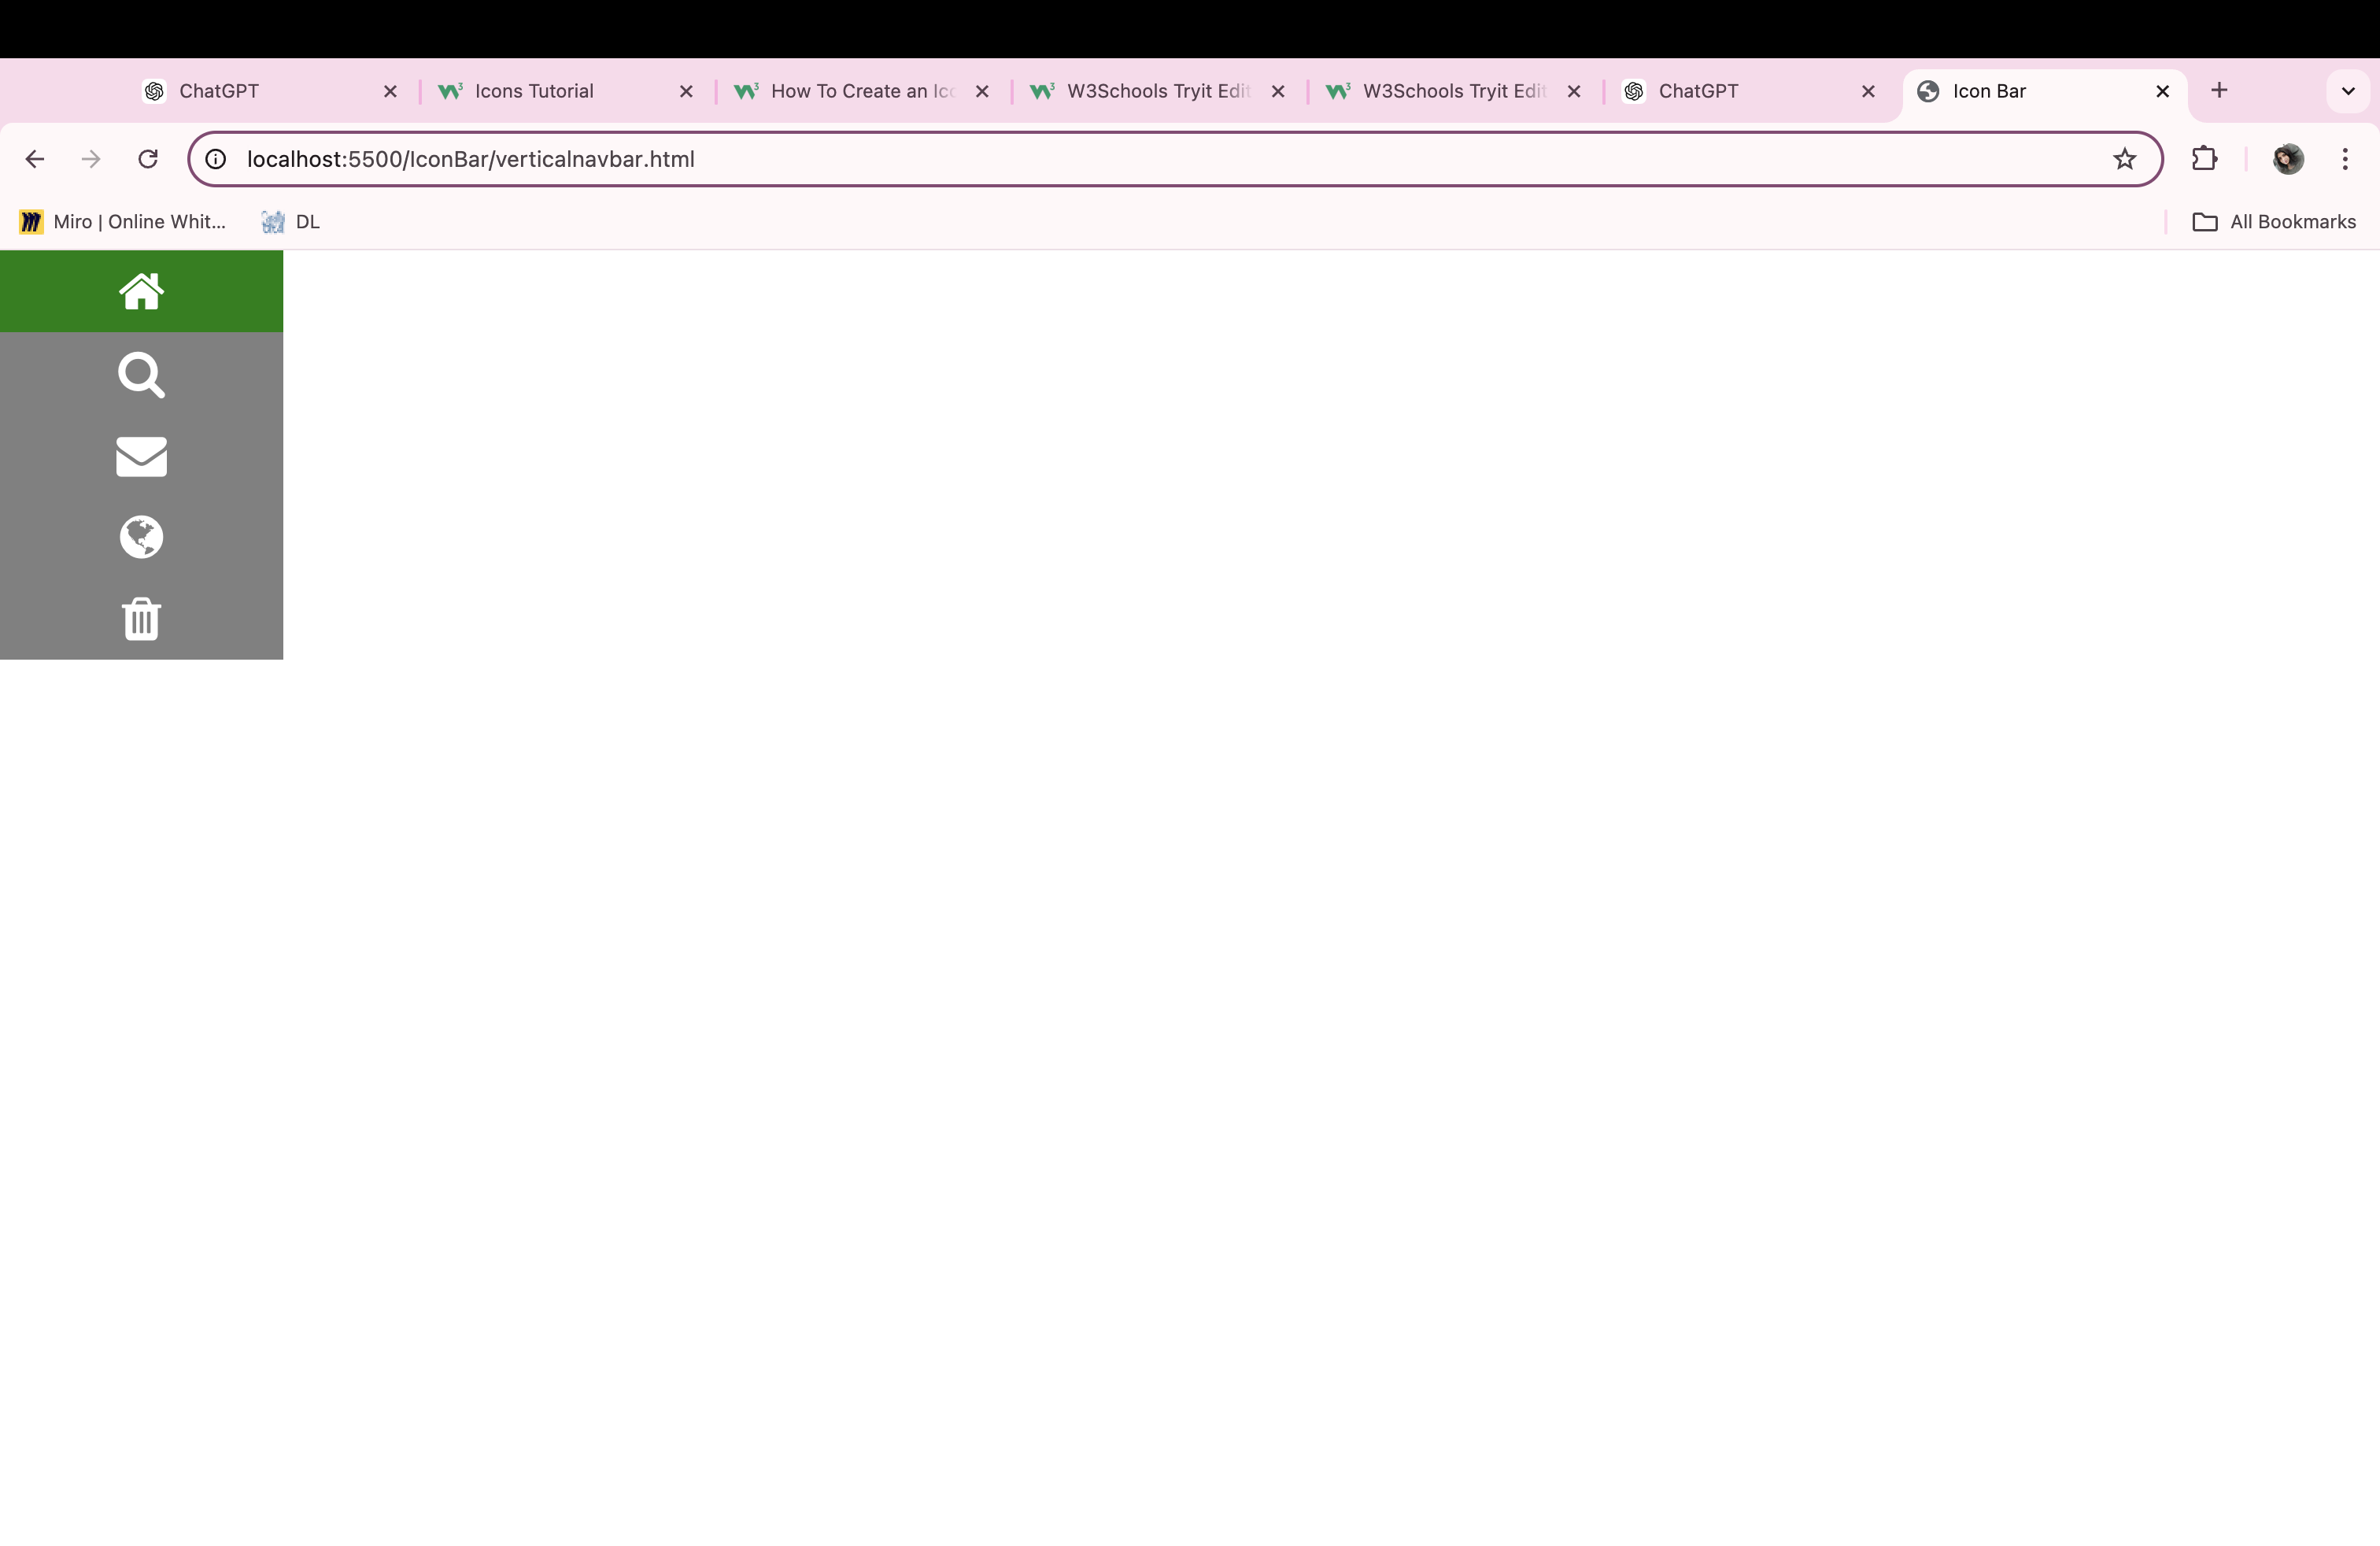 ChatGPT
Icons Tutorial
How To Create an Ico
W3Schools Tryit Edit
W3Schools Tryit Edit
ChatGPT
Icon Bar
localhost:5500/IconBar/verticalnavbar.html
Miro | Online Whit...
DL
All Bookmarks